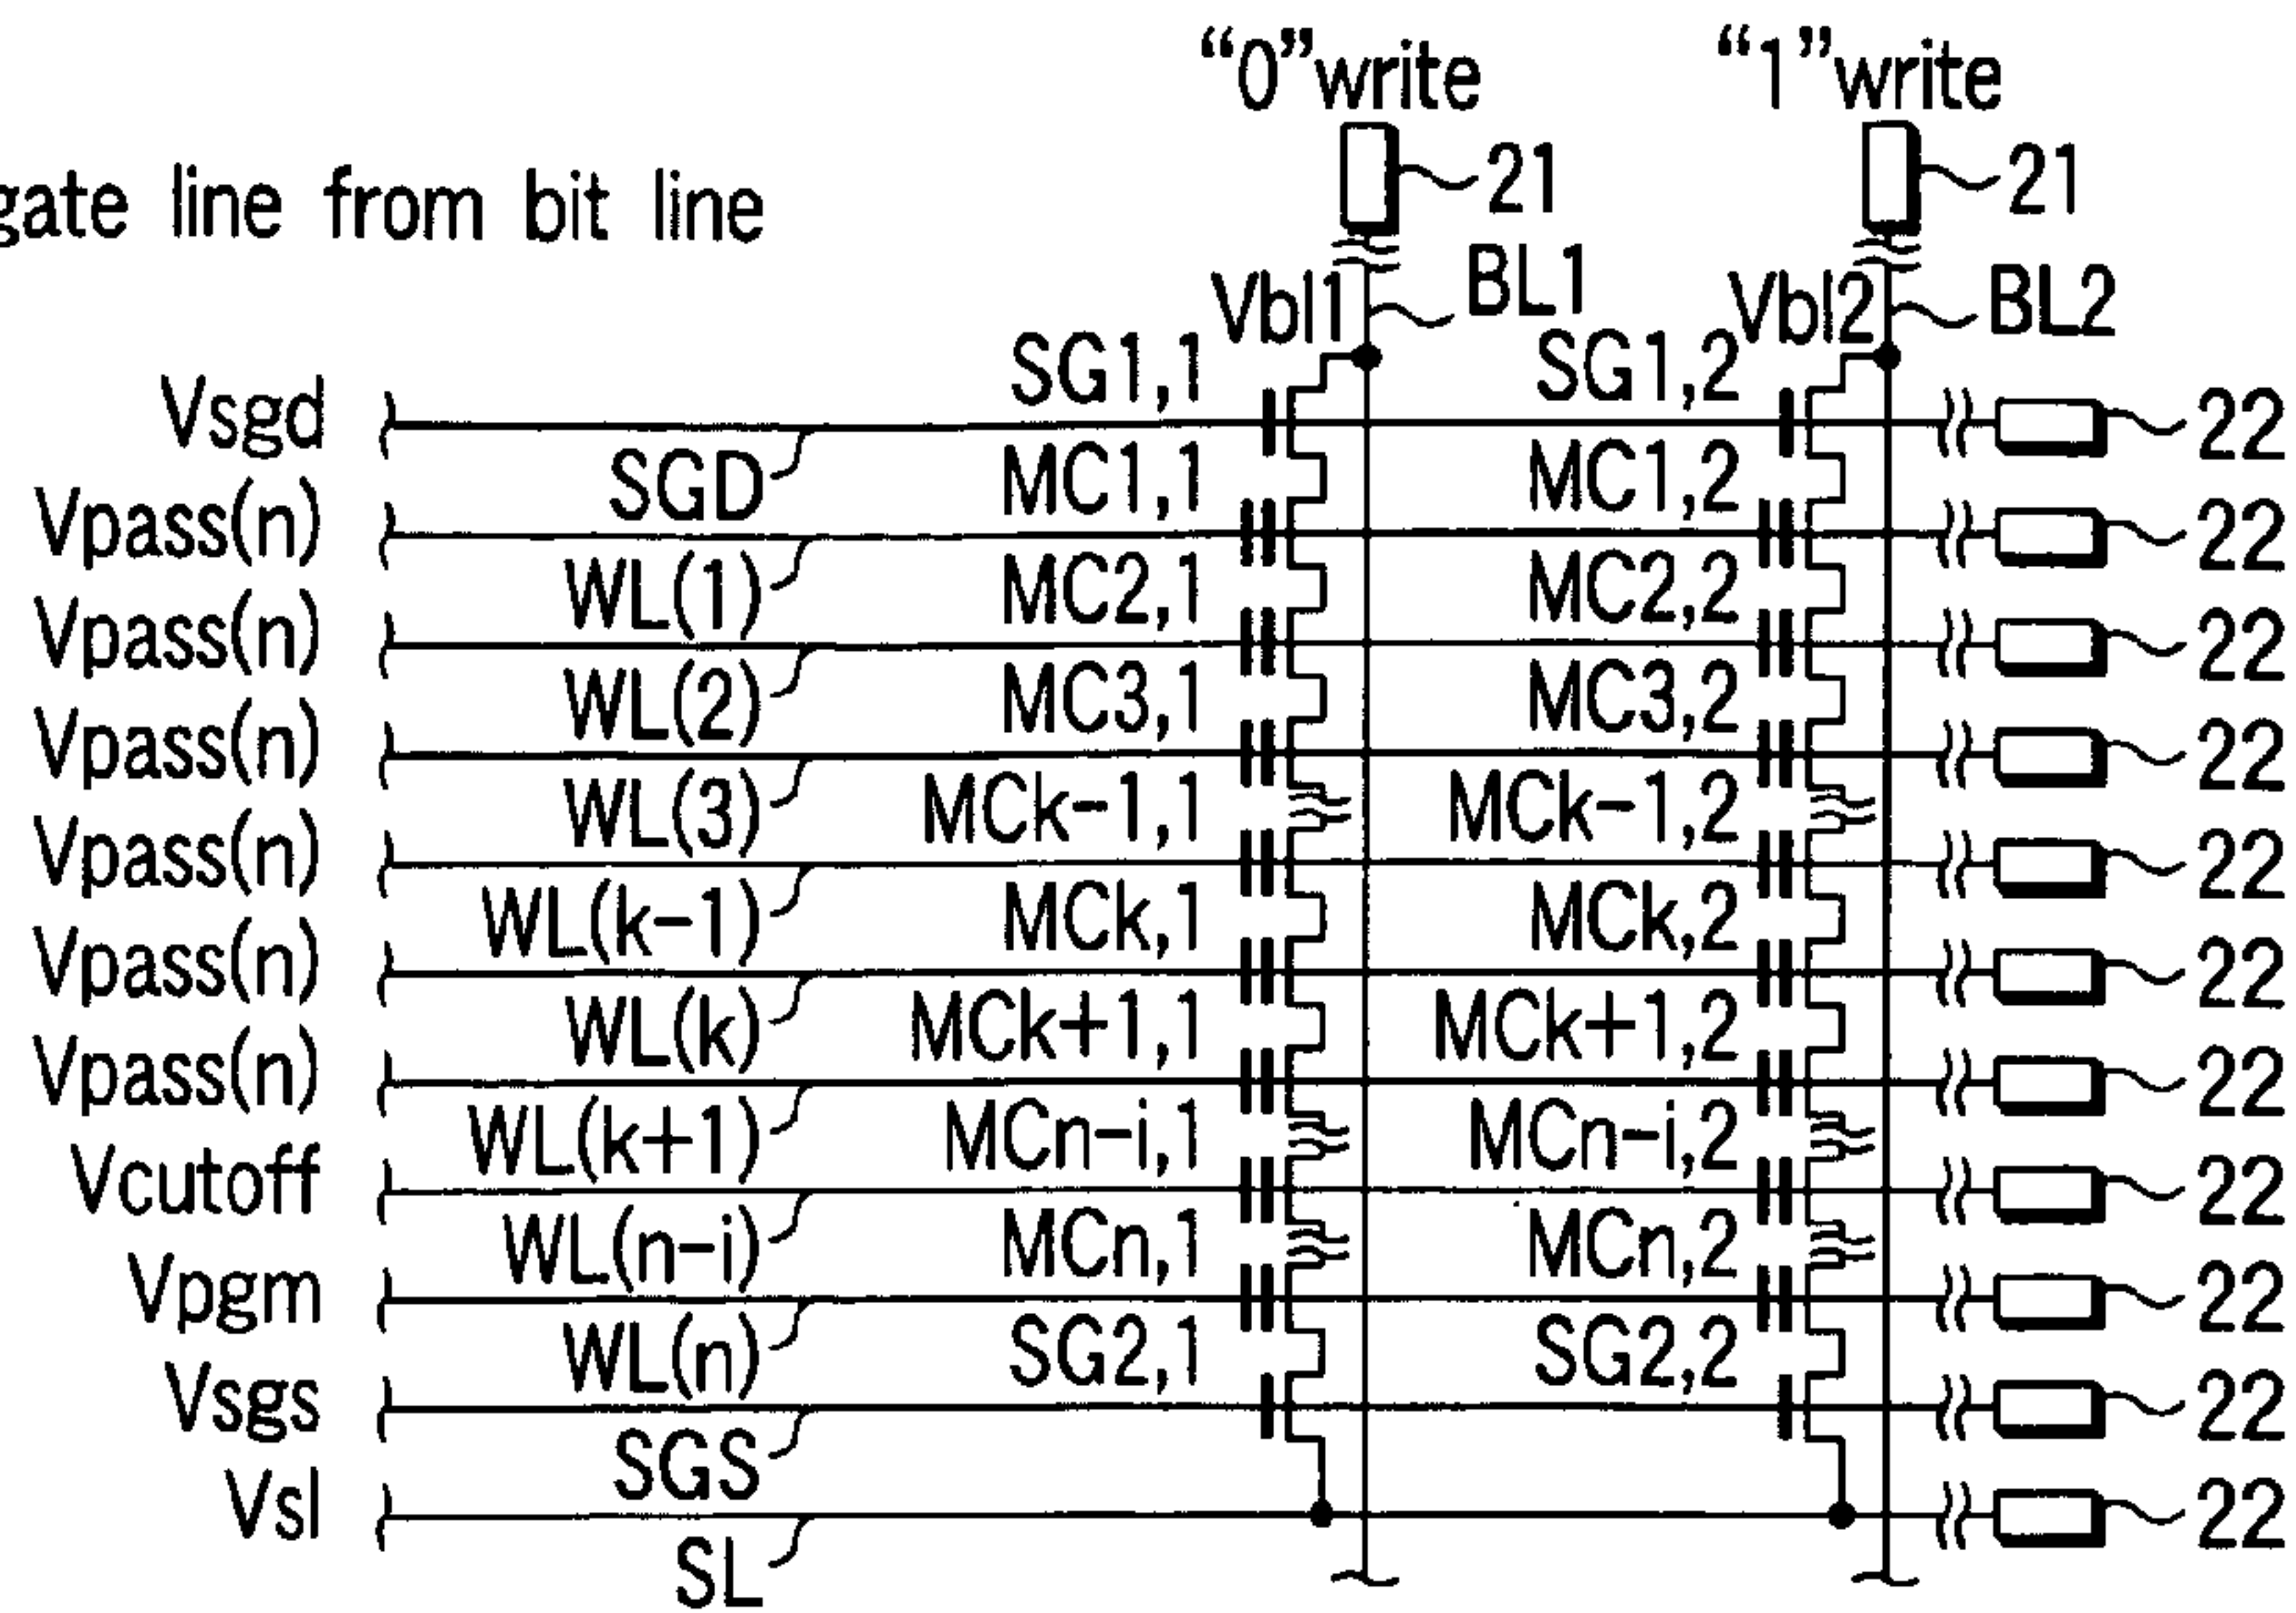 “0”write “1”write
21 21
gate line from bit line
Vbl1 BL1 Vbl2 BL2
SG1,1 SG1,2
Vsgd 22
SGD MC1,1 MC1,2
Vpass(n) 22
WL(1) MC2,1 MC2,2
Vpass(n) 22
WL(2) MC3,1 MC3,2
Vpass(n) 22
WL(3) MCk-1,1 MCk-1,2
Vpass(n) 22
WL(k-1) MCk,1 MCk,2
Vpass(n) 22
WL(k) MCk+1,1 MCk+1,2
Vpass(n) 22
WL(k+1) MCn-i,1 MCn-i,2
Vcutoff 22
WL(n-i) MCn,1 MCn,2
Vpgm 22
WL(n) SG2,1 SG2,2
Vsgs 22
SGS
Vsl 22
SL